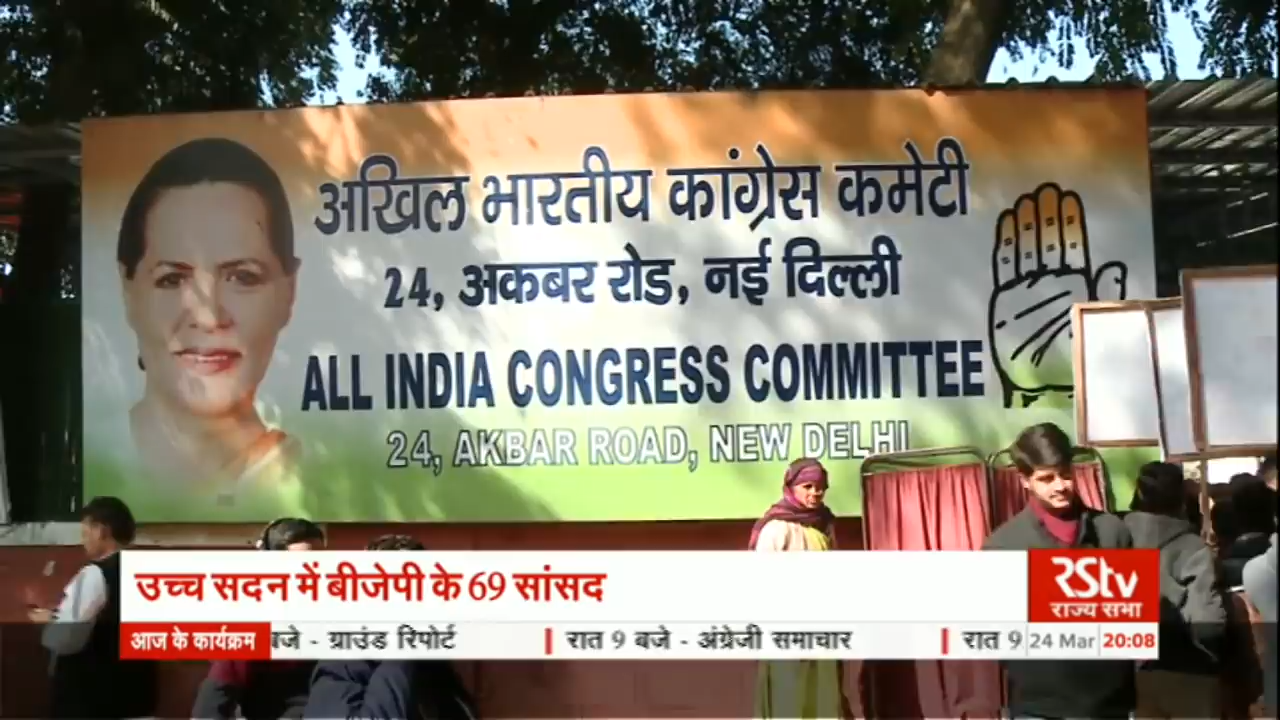 अखिल भारतीय कांग्रेस कमेटी
24, अकबर रोड, नई दिल्ली
ALL INDIA CONGRESS COMMITTEE
24, AKBAR ROAD, NEW DELHI
उच्च सदन में बीजेपी के 69 सांसद
RStv
राज्य सभा
आज के कार्यक्रम बजे - ग्राउंड रिपोर्ट | रात 9 बजे - अंग्रेजी समाचार | रात 9 24 Mar 20:08